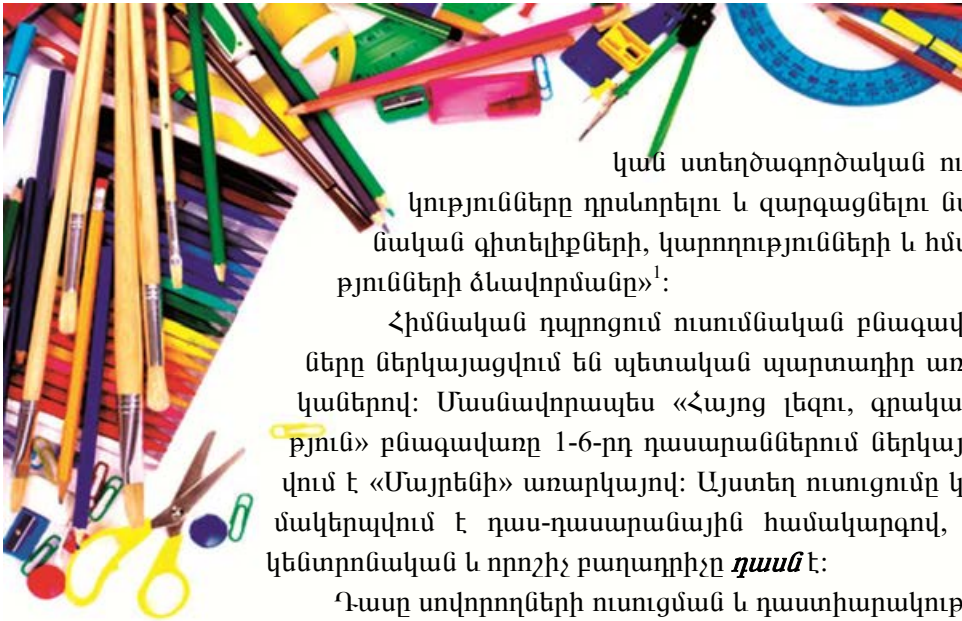 կան ստեղծագործական ու
կությունները դրսևորելու և զարգացնելու նա
նական գիտելիքների, կարողությունների և հմս
թյունների ձևավորմանը»¹:
Հիմնական դպրոցում ուսումնական բնագավ
ները ներկայացվում են պետական պարտադիր առ
կաներով: Մասնավորապես «Հայոց լեզու, գրակա
թյուն» բնագավառը 1-6-րդ դասարաններում ներկայ
վում է «Մայրենի» առարկայով: Այստեղ ուսուցումը կ
մակերպվում է դաս-դասարանային համակարգով,
կենտրոնական և որոշիչ բաղադրիչը դասն է:
Դասը սովորողների ուսուցման և դաստիարակութ